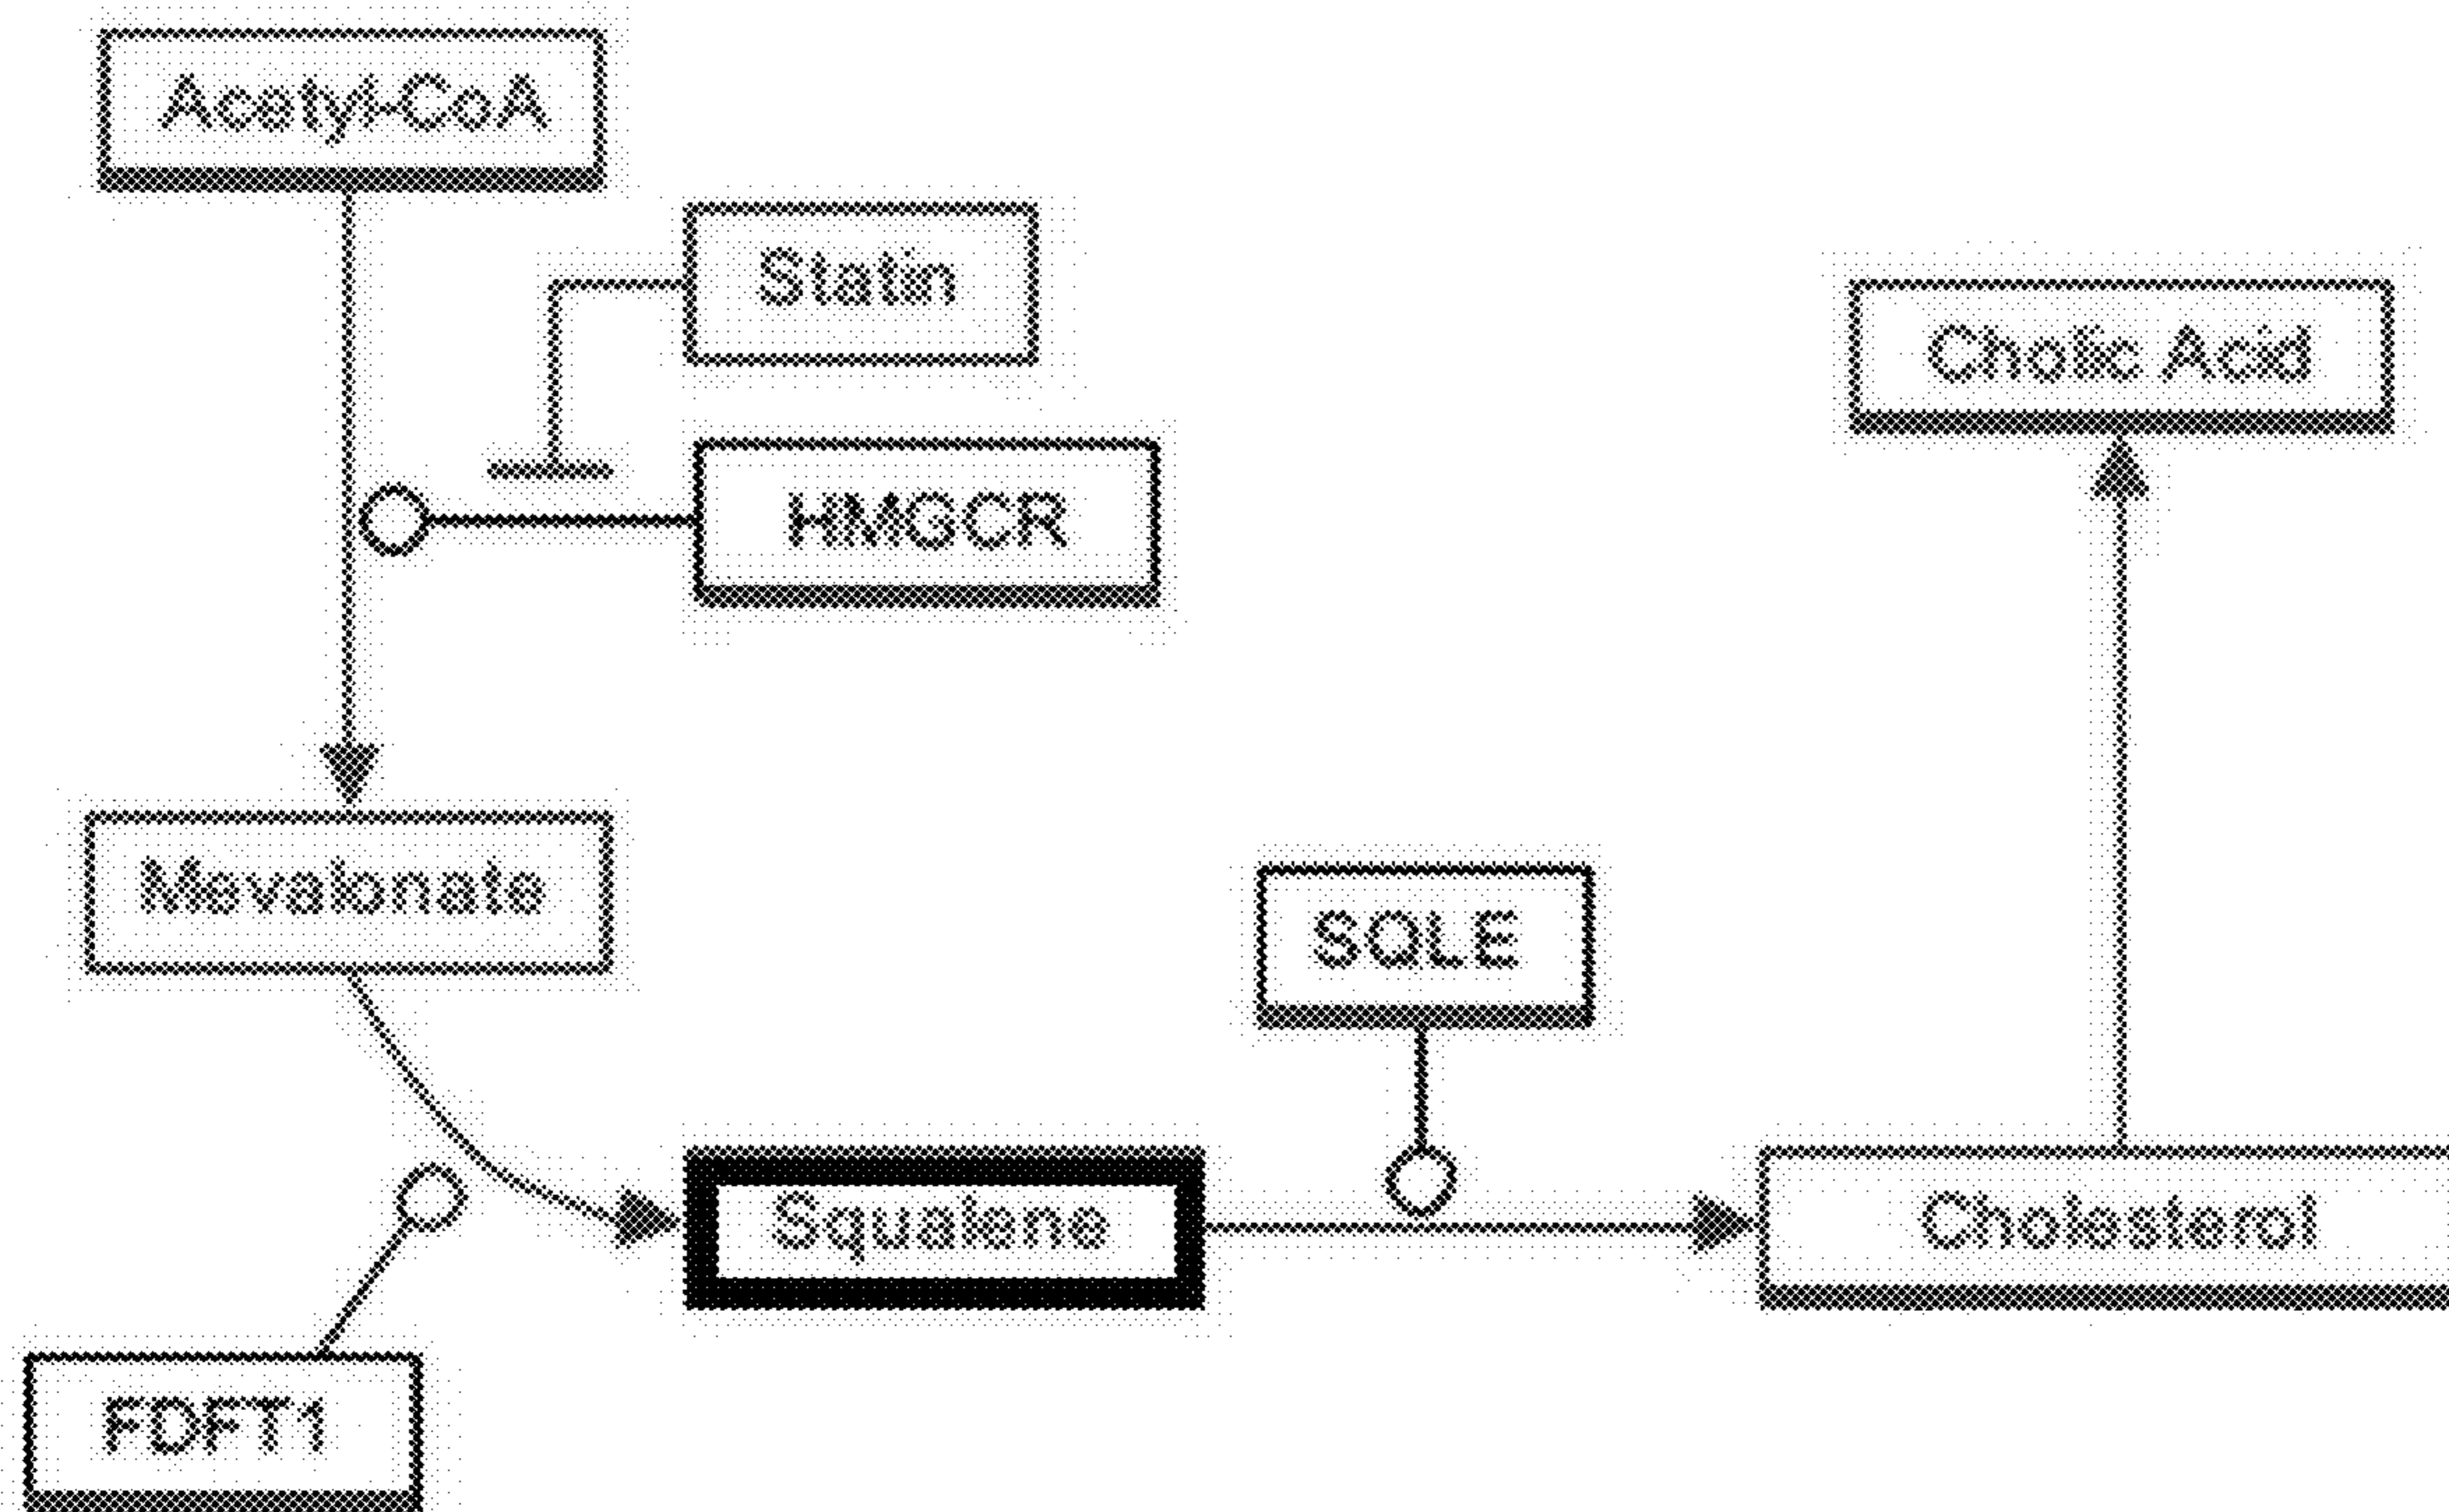 Acetyl-CoA
Statin
Cholic Acid
HMGCR
Mevalonate
SQLE
Squalene
Cholesterol
FDFT1